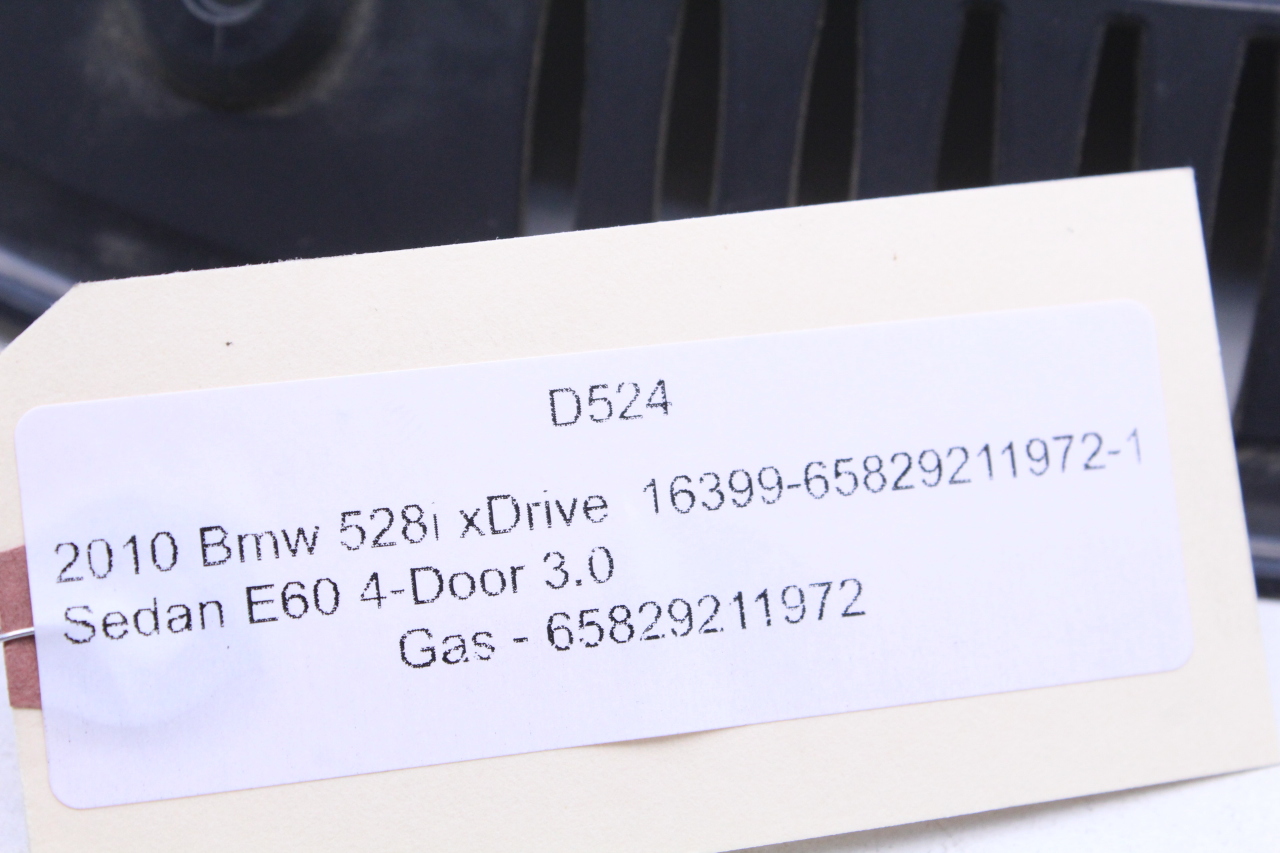 D524
2010 Bmw 528i xDrive 16399-65829211972-1
Sedan E60 4-Door 3.0
Gas - 65829211972